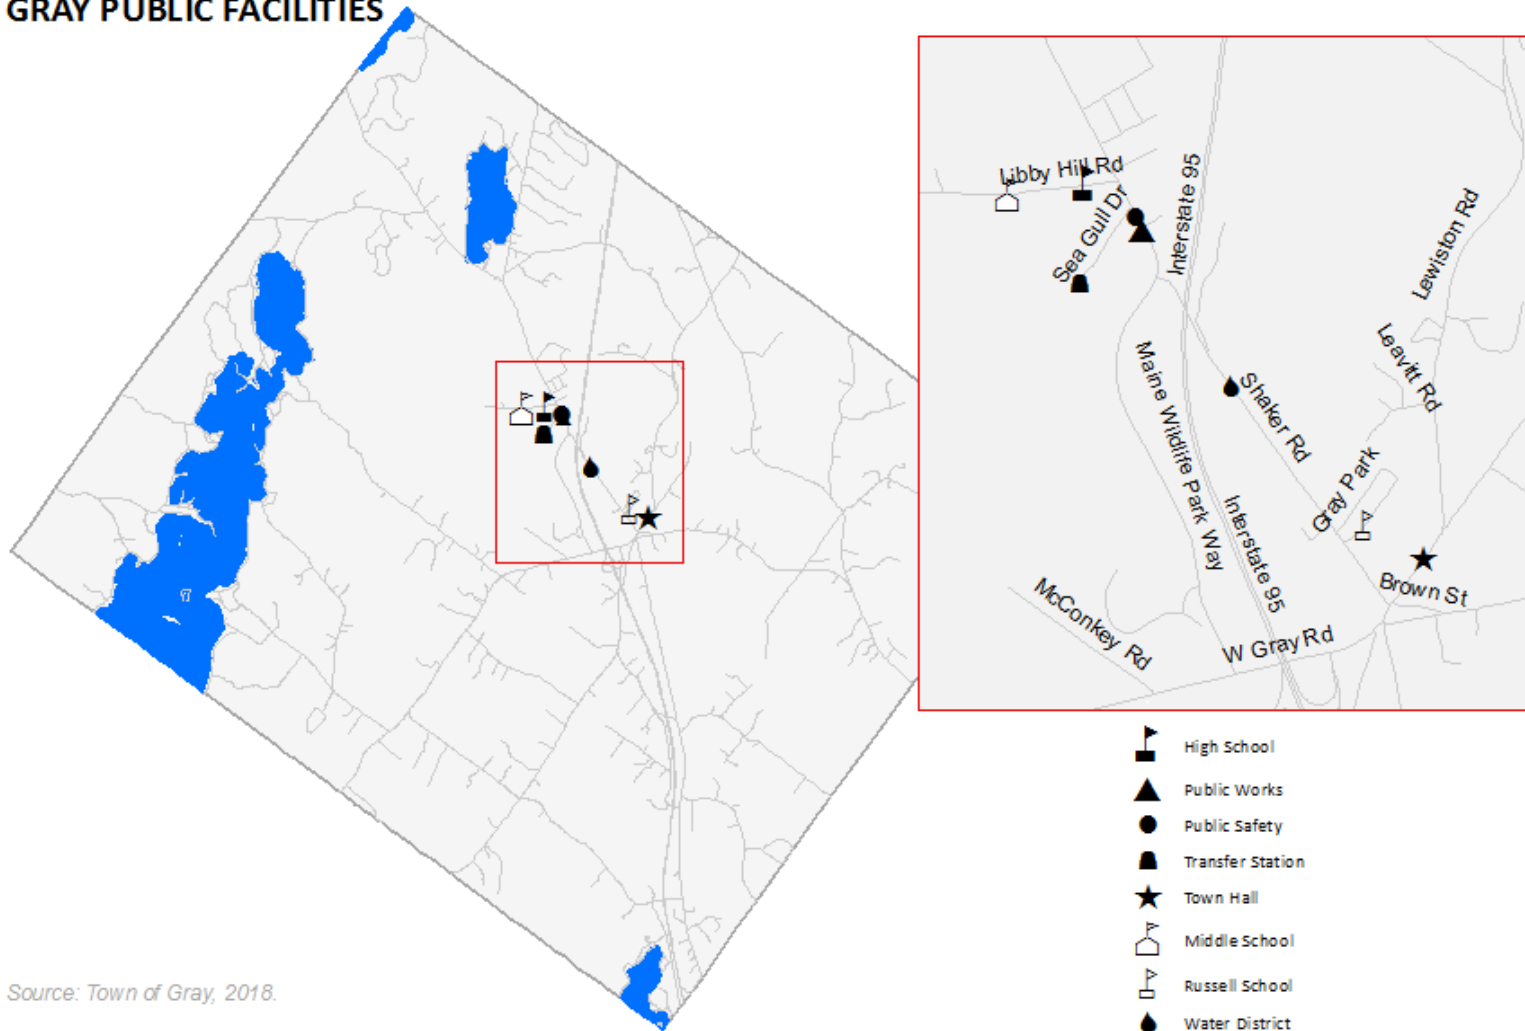 GRAY PUBLIC FACILITIES
Libby Hill Rd
Sea Gull Dr
Interstate 95
Lewiston Rd
Leavitt Rd
Maine Wildlife Park Way
Shaker Rd
Gray Park
Interstate 95
McConkey Rd
W Gray Rd
Brown St
High School
Public Works
Public Safety
Transfer Station
Town Hall
Middle School
Russell School
Water District
Source: Town of Gray, 2018.